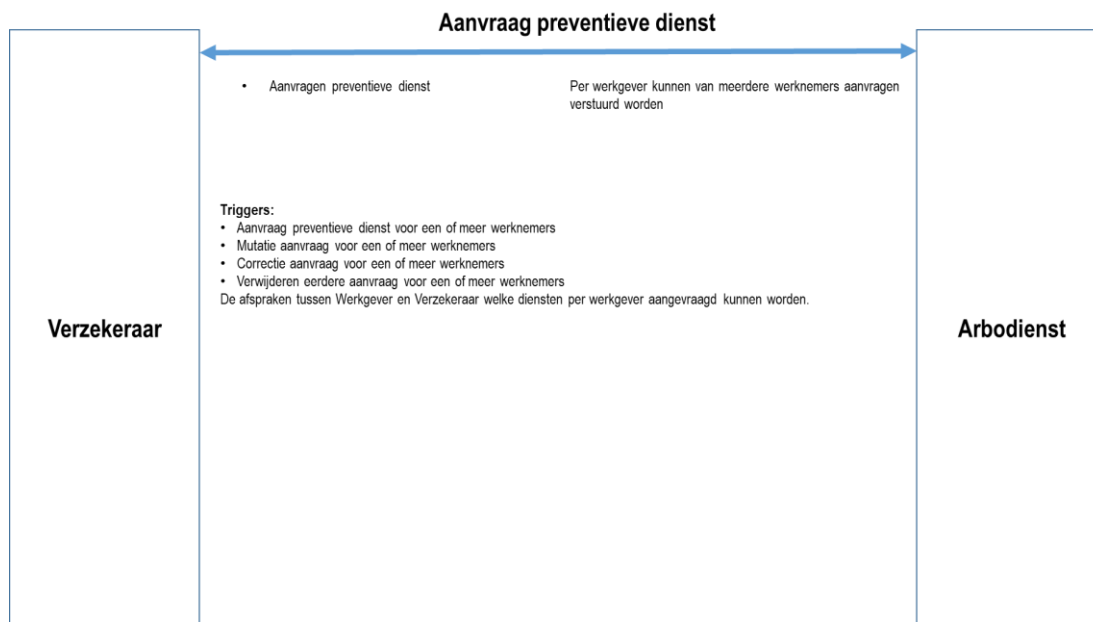 Aanvraag preventieve dienst
• Aanvragen preventieve dienst
Per werkgever kunnen van meerdere werknemers aanvragen
verstuurd worden
Triggers:
• Aanvraag preventieve dienst voor een of meer werknemers
• Mutatie aanvraag voor een of meer werknemers
• Correctie aanvraag voor een of meer werknemers
• Verwijderen eerdere aanvraag voor een of meer werknemers
De afspraken tussen Werkgever en Verzekeraar welke diensten per werkgever aangevraagd kunnen worden.
Verzekeraar
Arbodienst